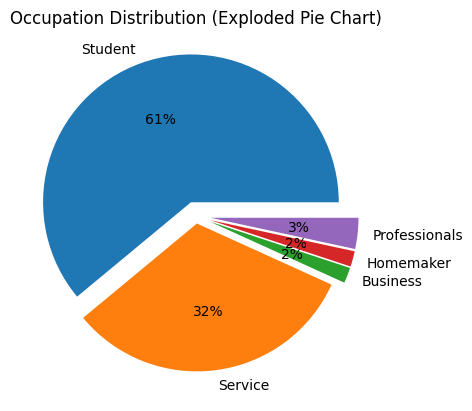 Occupation Distribution (Exploded Pie Chart)
Student
61%
3%
Professionals
2%
Homemaker
2%
Business
32%
Service